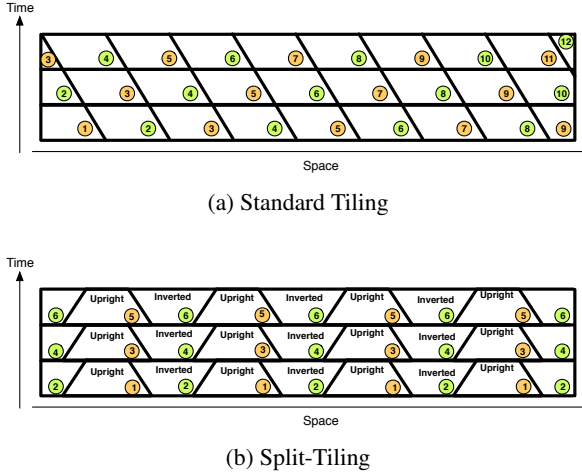 Time
3 4 5 6 7 8 9 10 11 12
2 3 4 5 6 7 8 9 10
1 2 3 4 5 6 7 8 9
Space
(a) Standard Tiling
Time
Upright Inverted Upright Inverted Upright Inverted Upright
6 5 6 5 6 5 6 5 6
Upright Inverted Upright Inverted Upright Inverted Upright
4 3 4 3 4 3 4 3 4
Upright Inverted Upright Inverted Upright Inverted Upright
2 1 2 1 2 1 2 1 2
Space
(b) Split-Tiling